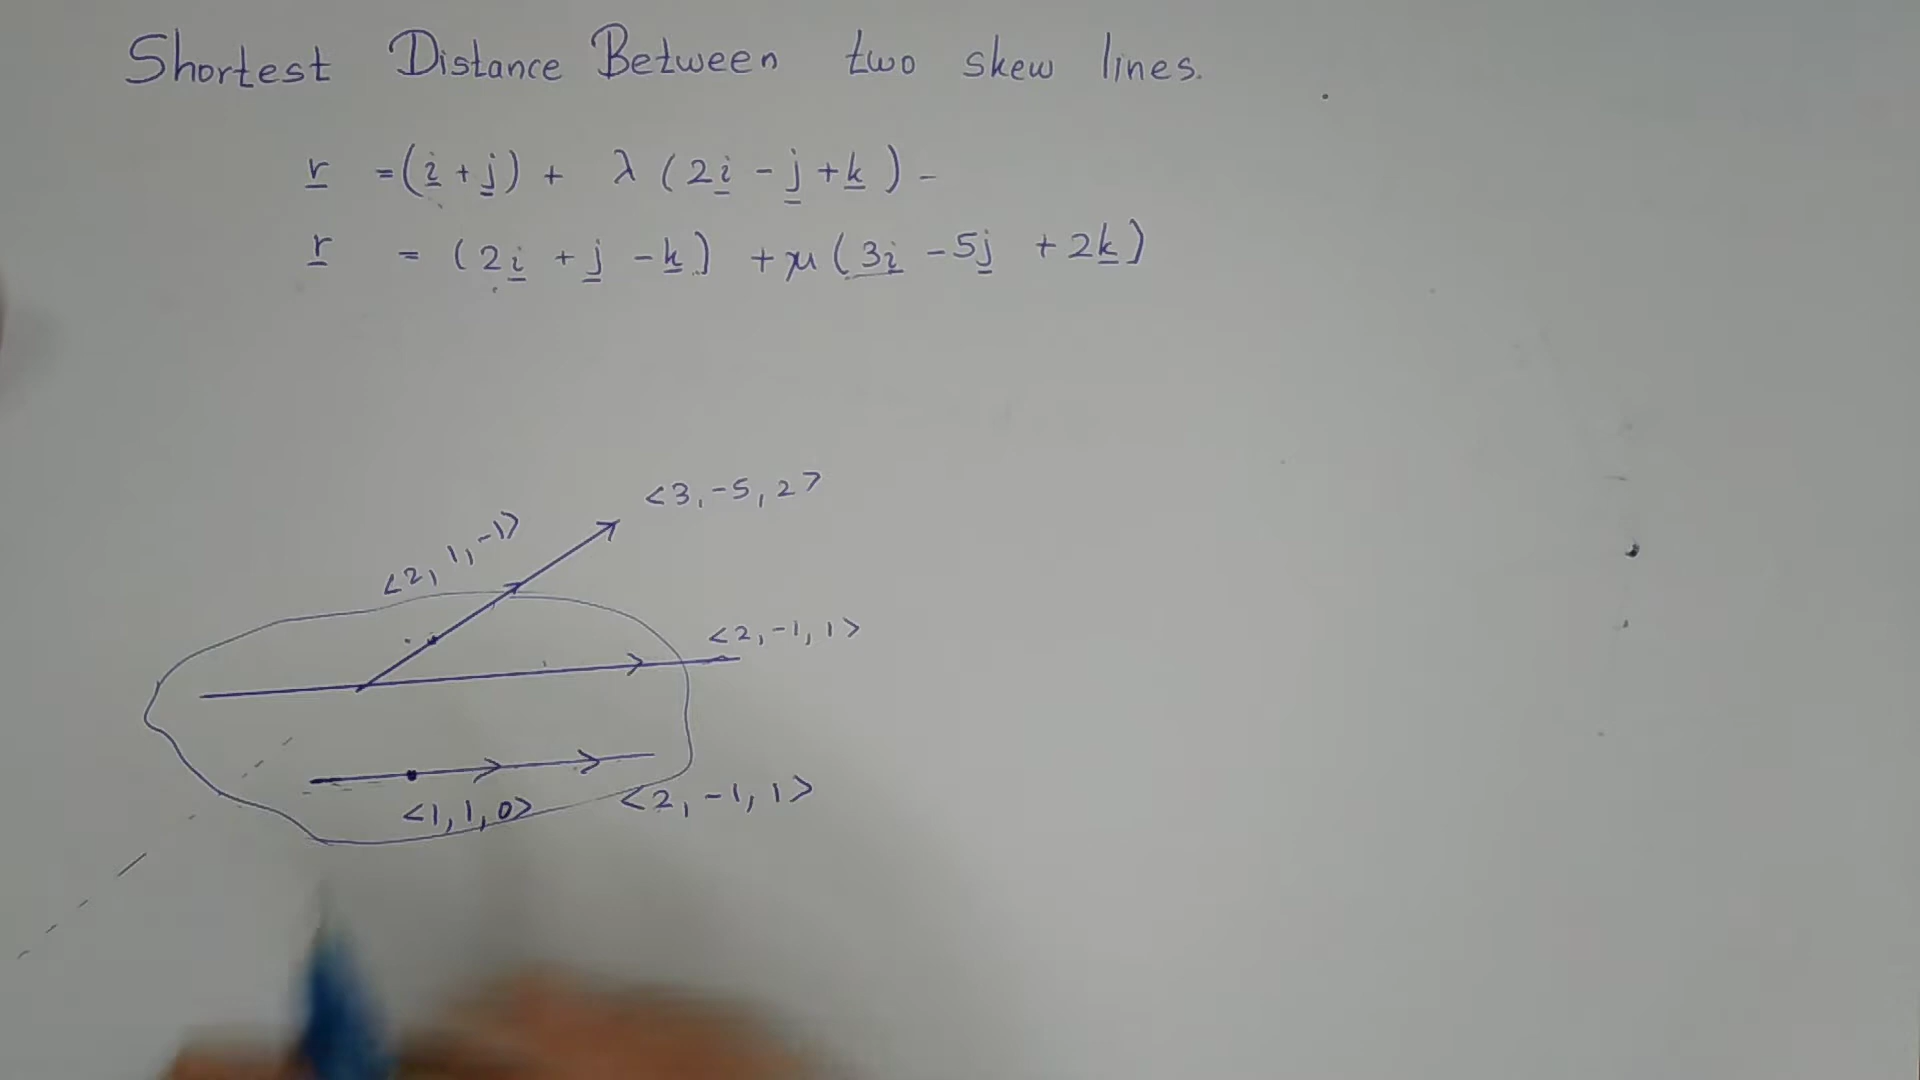 Shortest Distance Between two skew lines.
r = (i + j) + λ (2i - j + k) -
r = (2i + j - k) + μ (3i - 5j + 2k)
<3, -5, 2>
<2, 1, -1>
<2, -1, 1>
<1, 1, 0>
<2, -1, 1>